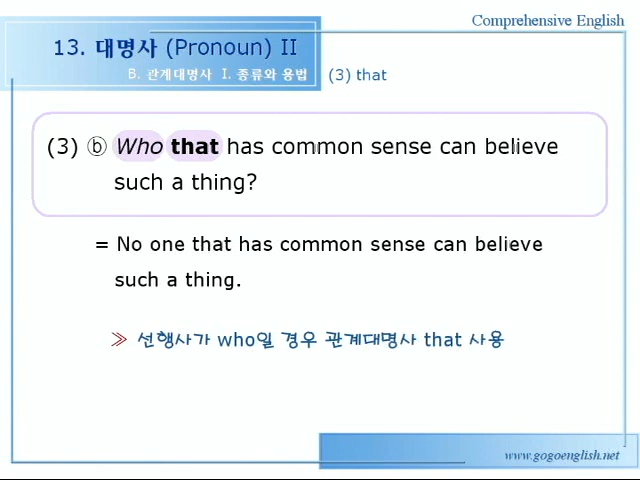 Comprehensive English
13. 대명사 (Pronoun) II
B. 관계대명사 I. 종류와 용법 (3) that
(3) ⓑ Who that has common sense can believe
such a thing?
= No one that has common sense can believe
such a thing.
≫ 선행사가 who일 경우 관계대명사 that 사용
www.gogoenglish.net